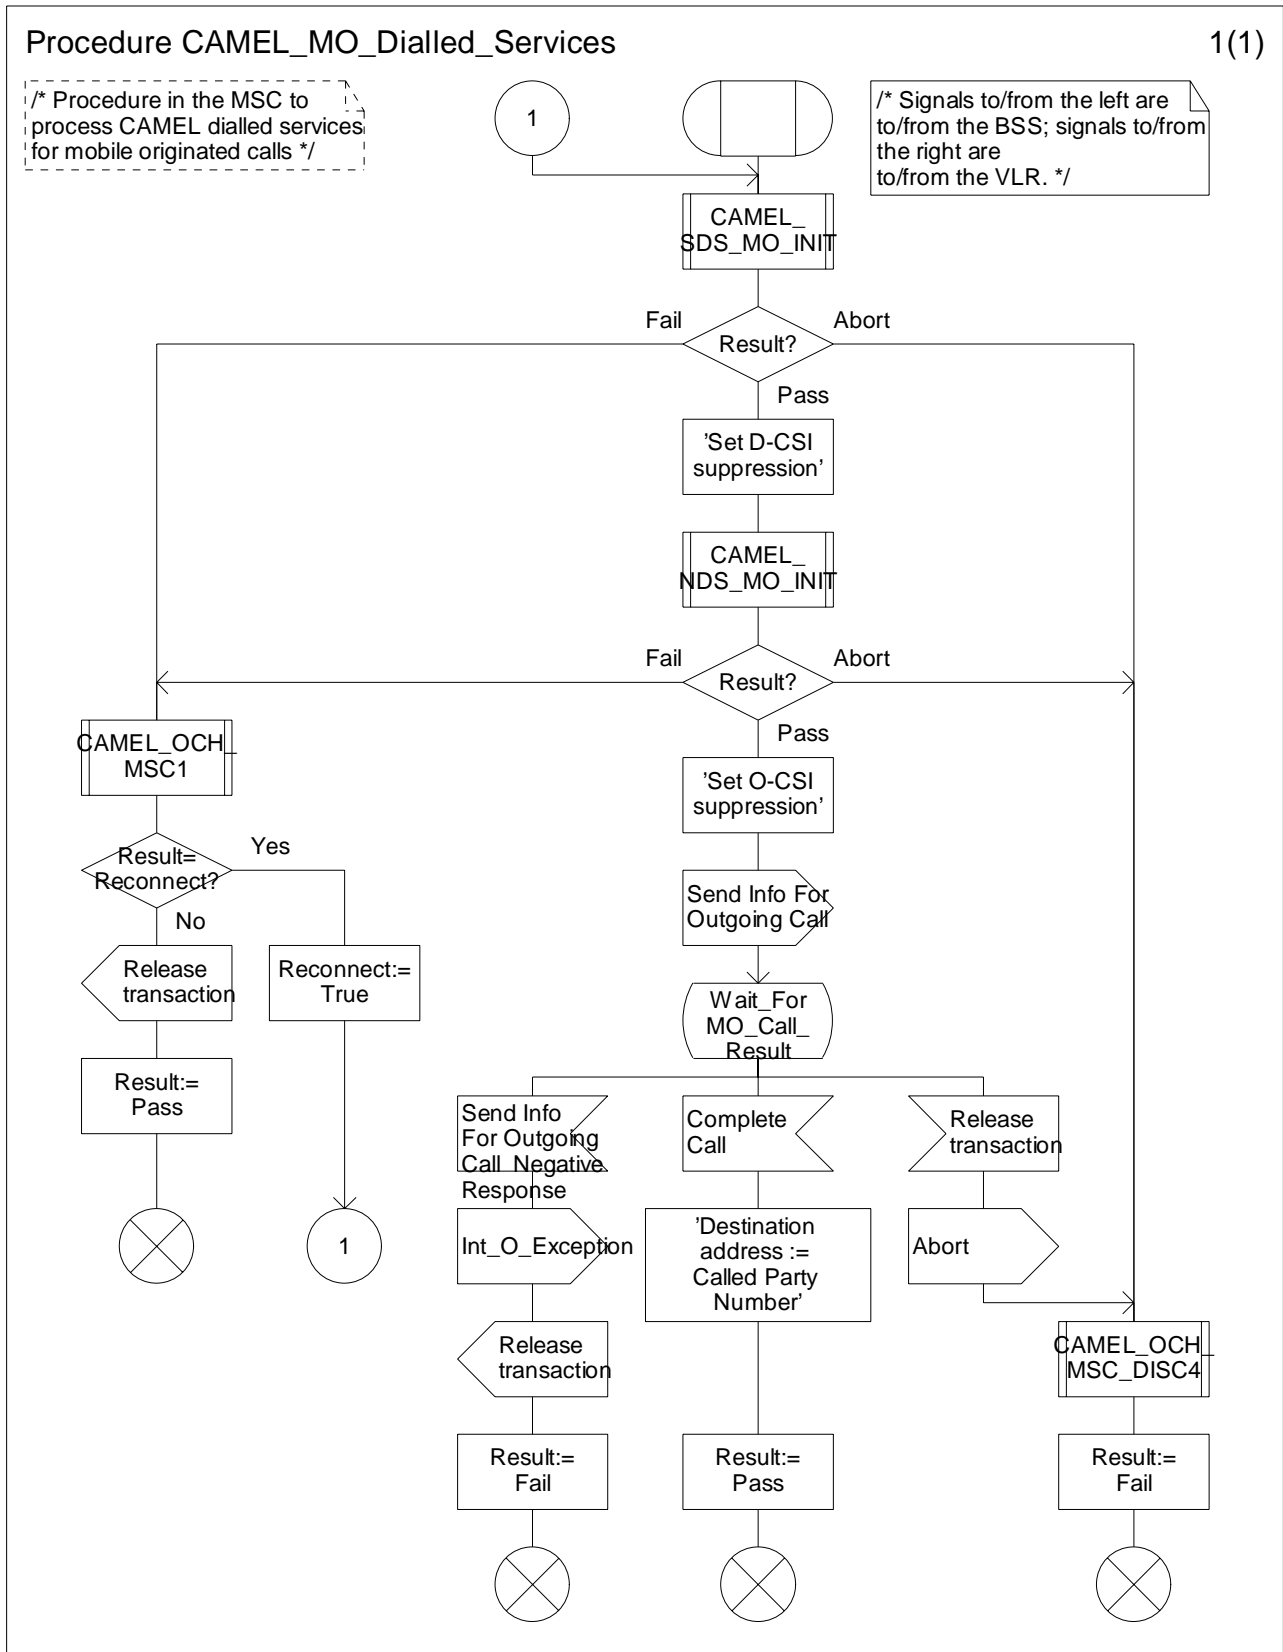 Procedure CAMEL_MO_Dialled_Services
1(1)
/* Procedure in the MSC to
process CAMEL dialled services
for mobile originated calls */
1
/* Signals to/from the left are
to/from the BSS; signals to/from
the right are
to/from the VLR. */
CAMEL_
SDS_MO_INIT
Fail
Result?
Abort
Pass
'Set D-CSI
suppression'
CAMEL_
NDS_MO_INIT
Fail
Result?
Abort
Pass
CAMEL_OCH_
MSC1
'Set O-CSI
suppression'
Result=
Reconnect?
Yes
No
Send Info For
Outgoing Call
Release
transaction
Reconnect:=
True
Wait_For
MO_Call_
Result
Result:=
Pass
Send Info
For Outgoing
Call Negative
Response
Complete
Call
Release
transaction
1
Int_O_Exception
'Destination
address :=
Called Party
Number'
Abort
Release
transaction
CAMEL_OCH_
MSC_DISC4
Result:=
Fail
Result:=
Pass
Result:=
Fail